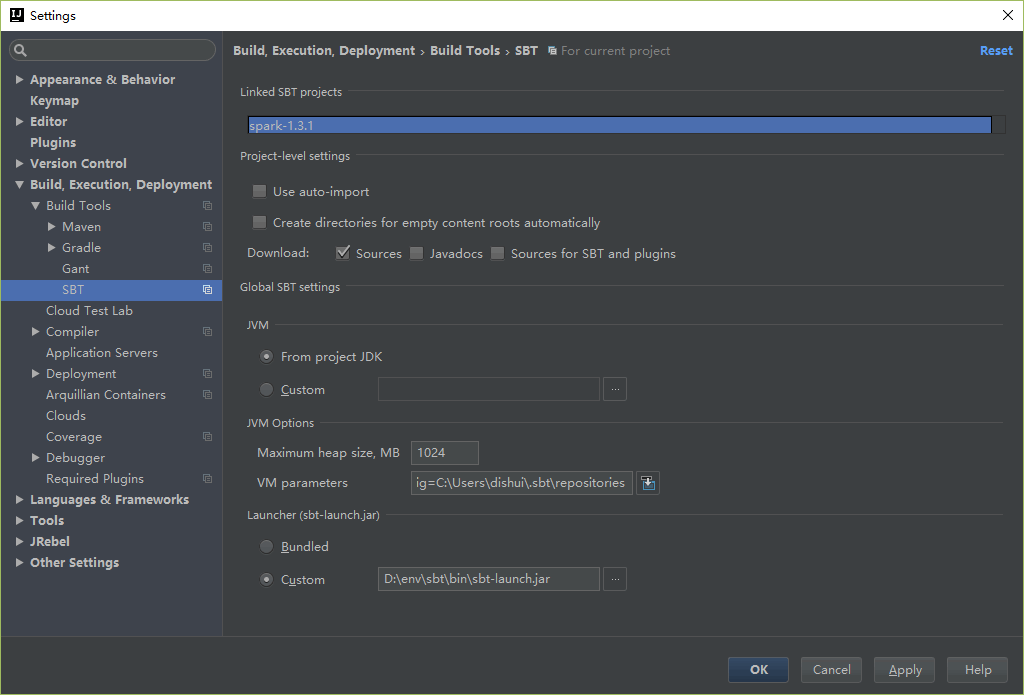 Settings
Build, Execution, Deployment › Build Tools › SBT For current project Reset
Appearance & Behavior
Keymap
Editor
Plugins
Version Control
Build, Execution, Deployment
Build Tools
Maven
Gradle
Gant
SBT
Cloud Test Lab
Compiler
Application Servers
Deployment
Arquillian Containers
Clouds
Coverage
Debugger
Required Plugins
Languages & Frameworks
Tools
JRebel
Other Settings
Linked SBT projects
spark-1.3.1
Project-level settings
Use auto-import
Create directories for empty content roots automatically
Download: Sources Javadocs Sources for SBT and plugins
Global SBT settings
JVM
From project JDK
Custom ...
JVM Options
Maximum heap size, MB 1024
VM parameters ig=C:\Users\dishui\.sbt\repositories
Launcher (sbt-launch.jar)
Bundled
Custom D:\env\sbt\bin\sbt-launch.jar ...
OK Cancel Apply Help